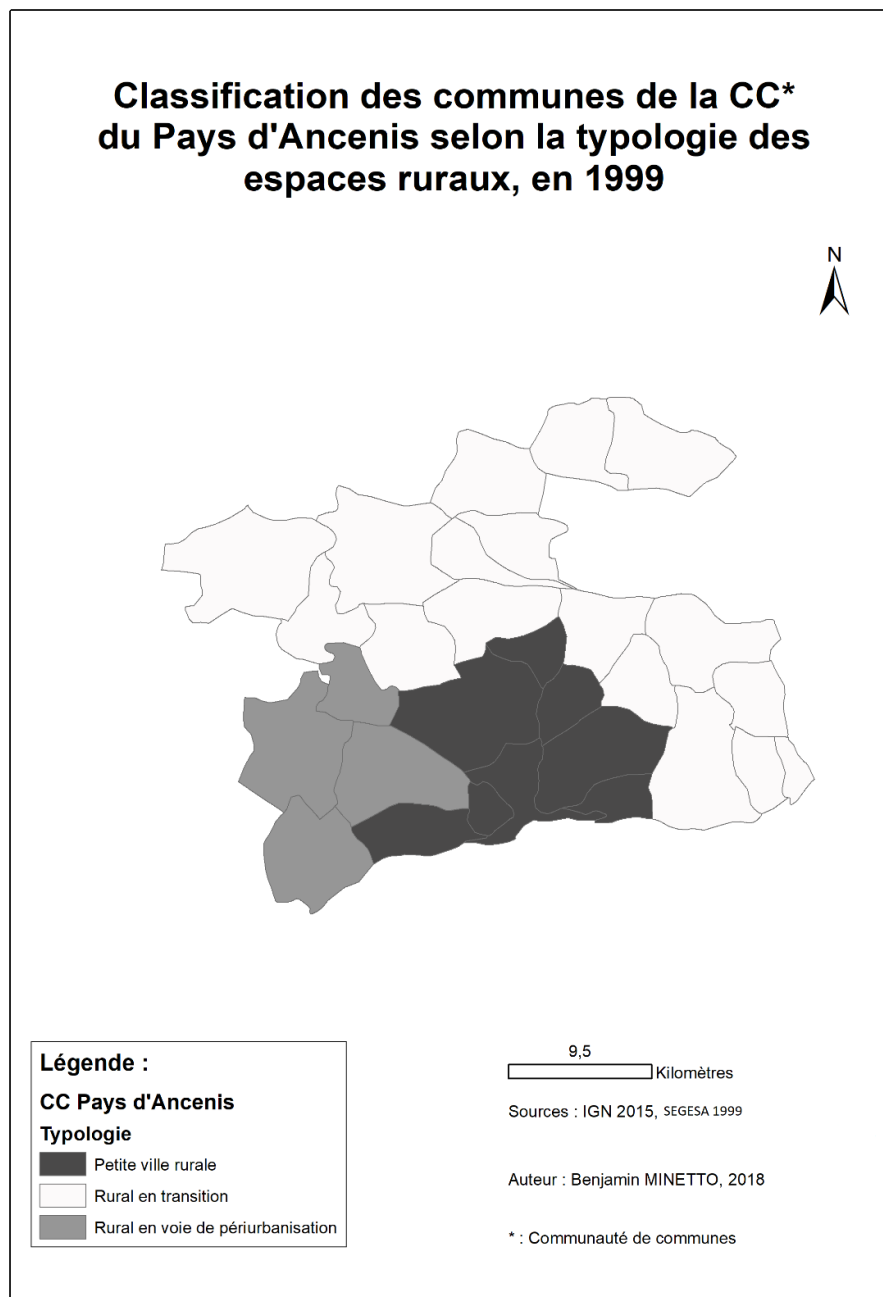 Classification des communes de la CC*
du Pays d'Ancenis selon la typologie des
espaces ruraux, en 1999
N
Légende :
CC Pays d'Ancenis
Typologie
Petite ville rurale
Rural en transition
Rural en voie de périurbanisation
9,5
Kilomètres
Sources : IGN 2015, SEGESA 1999
Auteur : Benjamin MINETTO, 2018
* : Communauté de communes